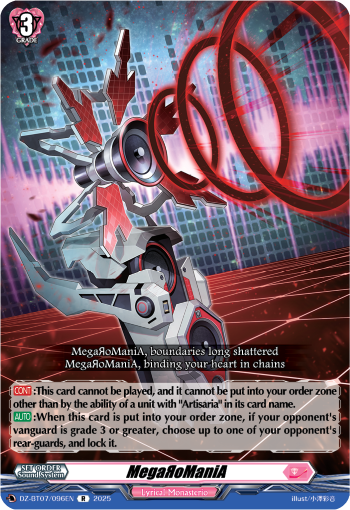 3
GRADE
MegaЯoManiA, boundaries long shattered
MegaЯoManiA, binding your heart in chains
CONT:This card cannot be played, and it cannot be put into your order zone
other than by the ability of a unit with "Artisaria" in its card name.
AUTO:When this card is put into your order zone, if your opponent's
vanguard is grade 3 or greater, choose up to one of your opponent's
rear-guards, and lock it.
SET ORDER
Sound System
MegaЯoManiA
Lyrical Monasterio
DZ-BT07/096EN R 2025
illust/小澤彩香